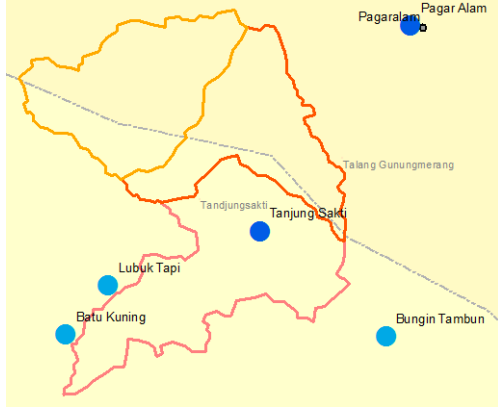 Pagar Alam
Pagaralam
Talang Gunungmerang
Tandjungsakti
Tanjung Sakti
Lubuk Tapi
Batu Kuning
Bungin Tambun